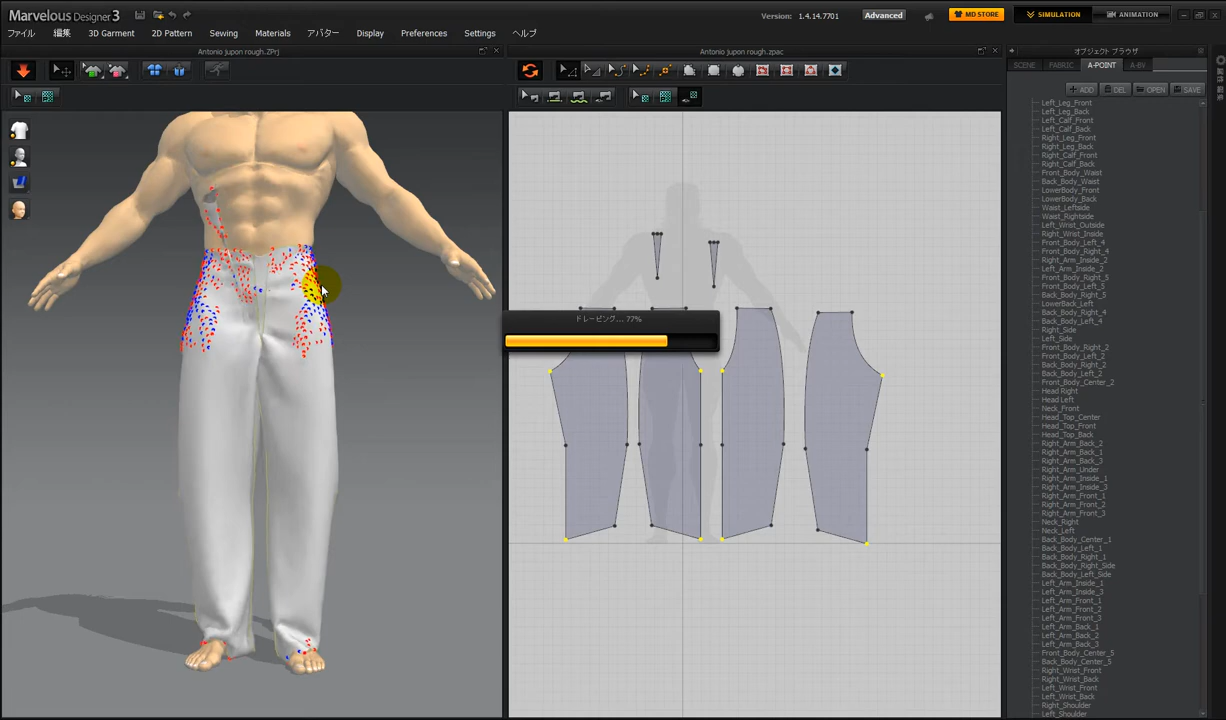 Marvelous Designer 3
Version: 1.4.14.7701
Advanced
MD STORE
SIMULATION
ANIMATION
ファイル
編集
3D Garment
2D Pattern
Sewing
Materials
アバター
Display
Preferences
Settings
ヘルプ
Antonio jupon rough.ZPrj
Antonio jupon rough.zpac
オブジェクト ブラウザ
SCENE
FABRIC
A-POINT
A-BV
ADD
DEL
OPEN
SAVE
ドレーピング... 77%
Left_Leg_Front
Left_Leg_Back
Left_Calf_Front
Left_Calf_Back
Right_Leg_Front
Right_Leg_Back
Right_Calf_Front
Right_Calf_Back
Front_Body_Waist
Back_Body_Waist
LowerBody_Front
LowerBody_Back
Waist_Leftside
Waist_Rightside
Left_Wrist_Outside
Right_Wrist_Inside
Front_Body_Left_4
Front_Body_Right_4
Right_Arm_Inside_2
Left_Arm_Inside_2
Front_Body_Right_5
Front_Body_Left_5
Back_Body_Right_5
LowerBack_Left
Back_Body_Right_4
Back_Body_Left_4
Right_Side
Left_Side
Front_Body_Right_2
Front_Body_Left_2
Back_Body_Right_2
Back_Body_Left_2
Front_Body_Center_2
Head Right
Head Left
Neck_Front
Head_Top_Center
Head_Top_Front
Head_Top_Back
Right_Arm_Back_2
Right_Arm_Back_1
Right_Arm_Back_3
Right_Arm_Under
Right_Arm_Inside_1
Right_Arm_Inside_3
Right_Arm_Front_1
Right_Arm_Front_2
Right_Arm_Front_3
Neck_Right
Neck_Left
Back_Body_Center_1
Back_Body_Left_1
Back_Body_Right_1
Back_Body_Right_Side
Back_Body_Left_Side
Left_Arm_Inside_1
Left_Arm_Inside_3
Left_Arm_Front_1
Left_Arm_Front_2
Left_Arm_Front_3
Left_Arm_Back_1
Left_Arm_Back_2
Left_Arm_Back_3
Front_Body_Center_5
Back_Body_Center_5
Right_Wrist_Front
Right_Wrist_Back
Left_Wrist_Front
Left_Wrist_Back
Right_Shoulder
Left_Shoulder